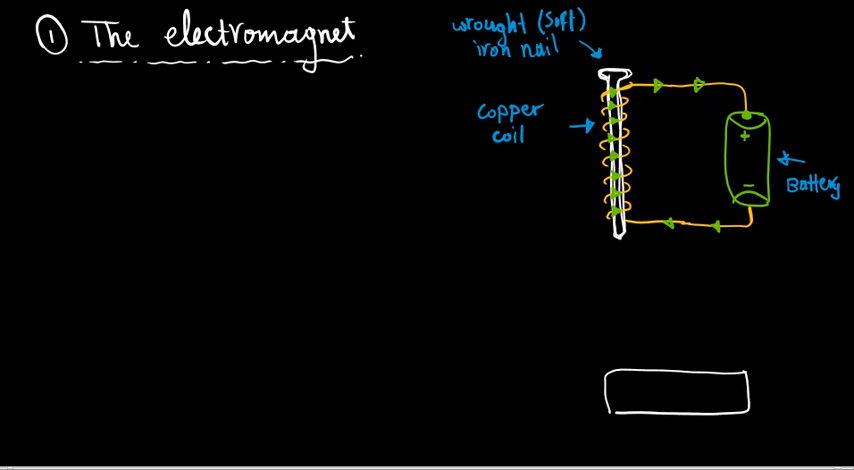 ① The electromagnet
wrought (soft)
iron nail
copper
coil
+
−
Battery